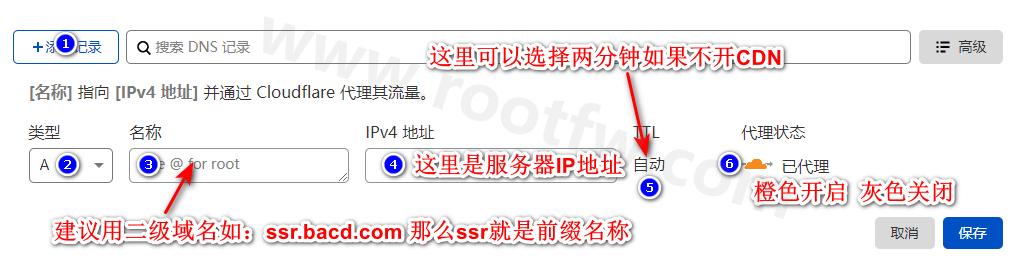 +添加记录
1
搜索 DNS 记录
高级
这里可以选择两分钟如果不开CDN
[名称] 指向 [IPv4 地址] 并通过 Cloudflare 代理其流量。
类型
名称
IPv4 地址
TTL
代理状态
A
2
3
@ for root
4
这里是服务器IP地址
自动
5
6
已代理
橙色开启 灰色关闭
建议用二级域名如：ssr.bacd.com 那么ssr就是前缀名称
取消
保存